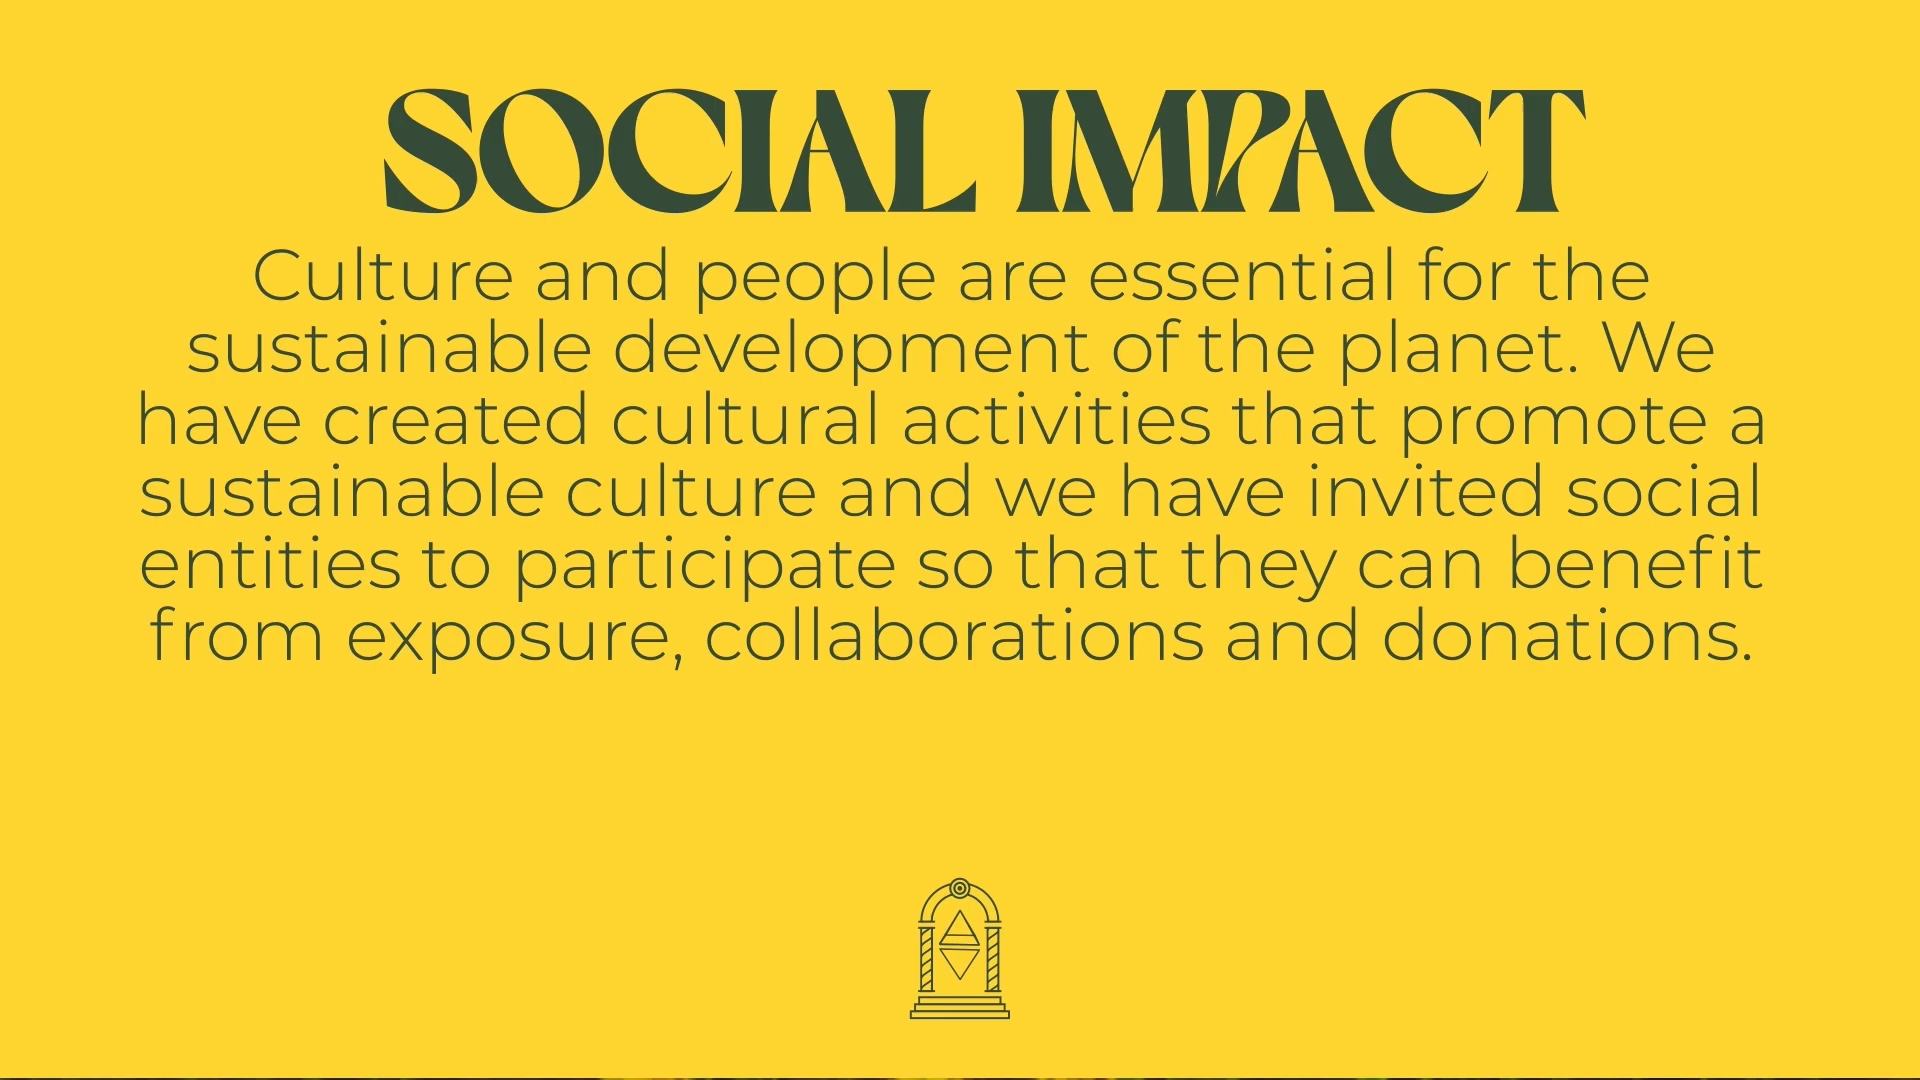 SOCIAL IMPACT
Culture and people are essential for the
sustainable development of the planet. We
have created cultural activities that promote a
sustainable culture and we have invited social
entities to participate so that they can benefit
from exposure, collaborations and donations.